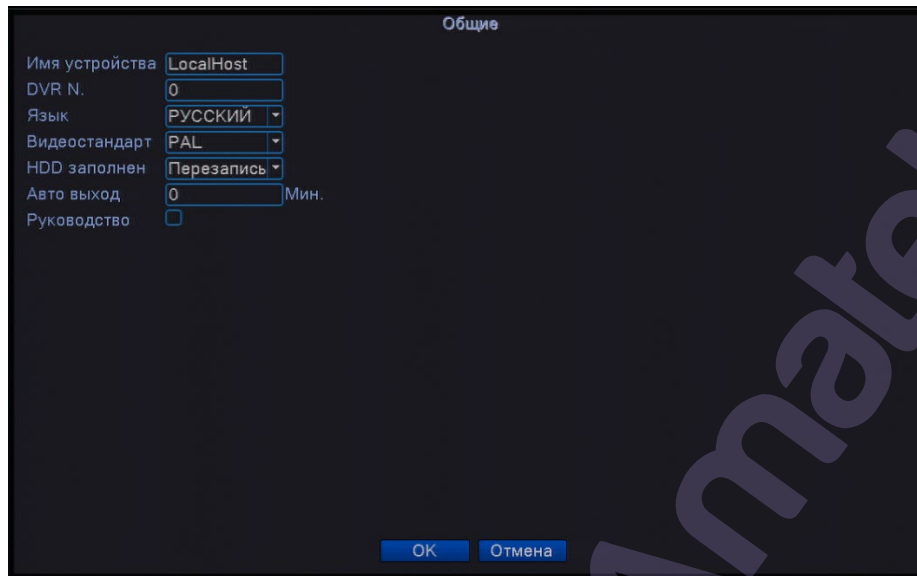 Общие
Имя устройства LocalHost
DVR N. 0
Язык РУССКИЙ
Видеостандарт PAL
HDD заполнен Перезапись
Авто выход 0 Мин.
Руководство
OK Отмена
Amatek